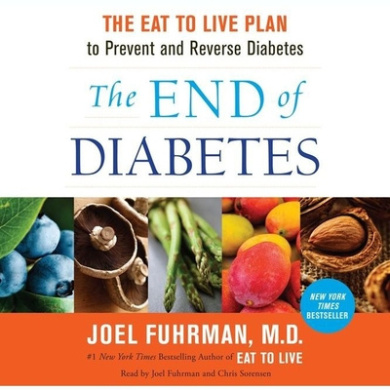 THE EAT TO LIVE PLAN
to Prevent and Reverse Diabetes
The END of
DIABETES
NEW YORK
TIMES
BESTSELLER
JOEL FUHRMAN, M.D.
#1 New York Times Bestselling Author of EAT TO LIVE
Read by Joel Fuhrman and Chris Sorensen